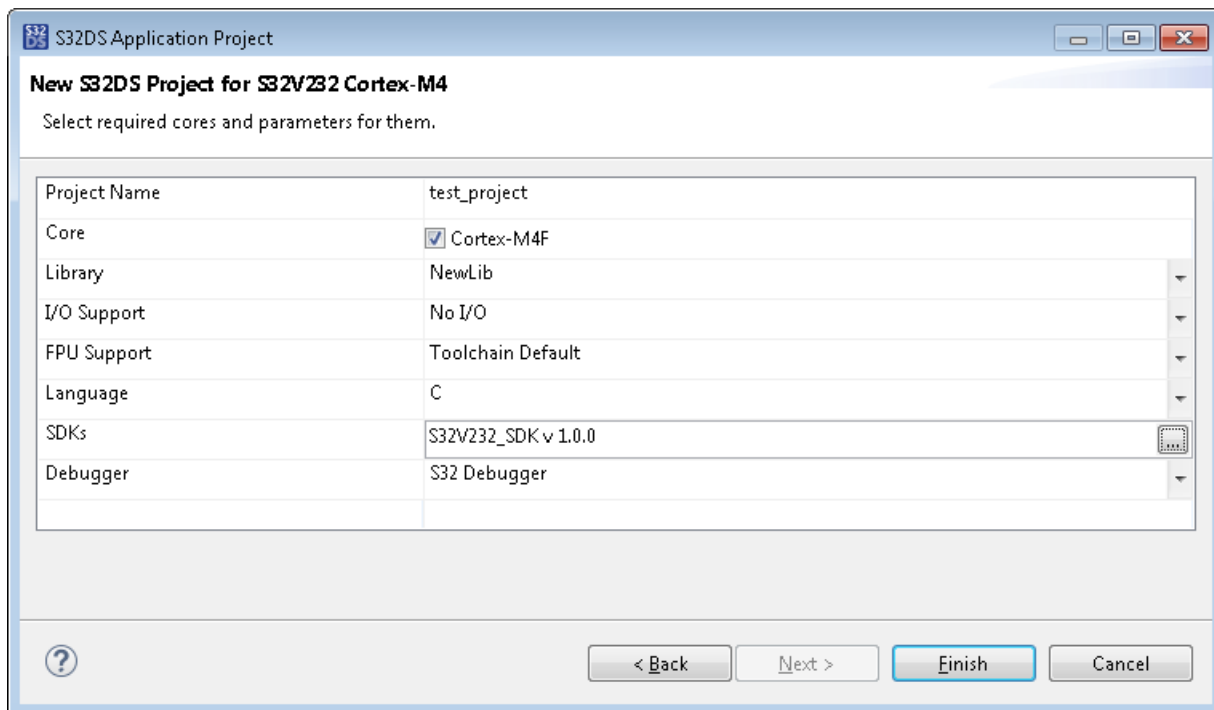 S32DS Application Project
New S32DS Project for S32V232 Cortex-M4
Select required cores and parameters for them.
Project Name test_project
Core Cortex-M4F
Library NewLib
I/O Support No I/O
FPU Support Toolchain Default
Language C
SDKs S32V232_SDK v 1.0.0 ...
Debugger S32 Debugger
? < Back Next > Finish Cancel